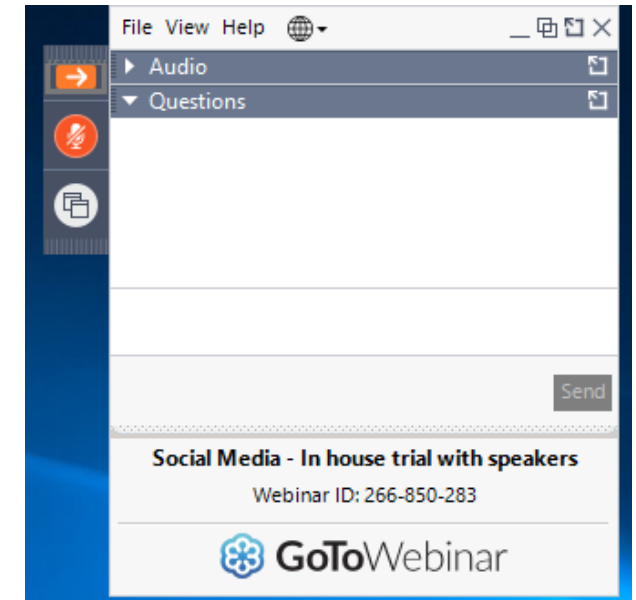 File View Help
Audio
Questions
Send
Social Media - In house trial with speakers
Webinar ID: 266-850-283
GoToWebinar